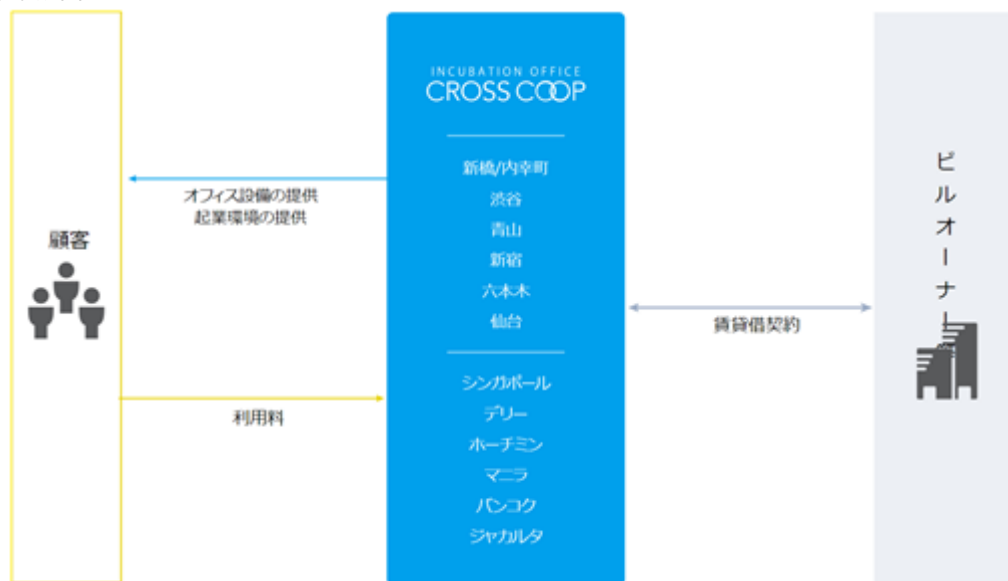 顧客
オフィス設備の提供
起業環境の提供
利用料
INCUBATION OFFICE
CROSS COOP
新橋/内幸町
渋谷
青山
新宿
六本木
仙台
シンガポール
デリー
ホーチミン
マニラ
バンコク
ジャカルタ
賃貸借契約
ビルオーナー